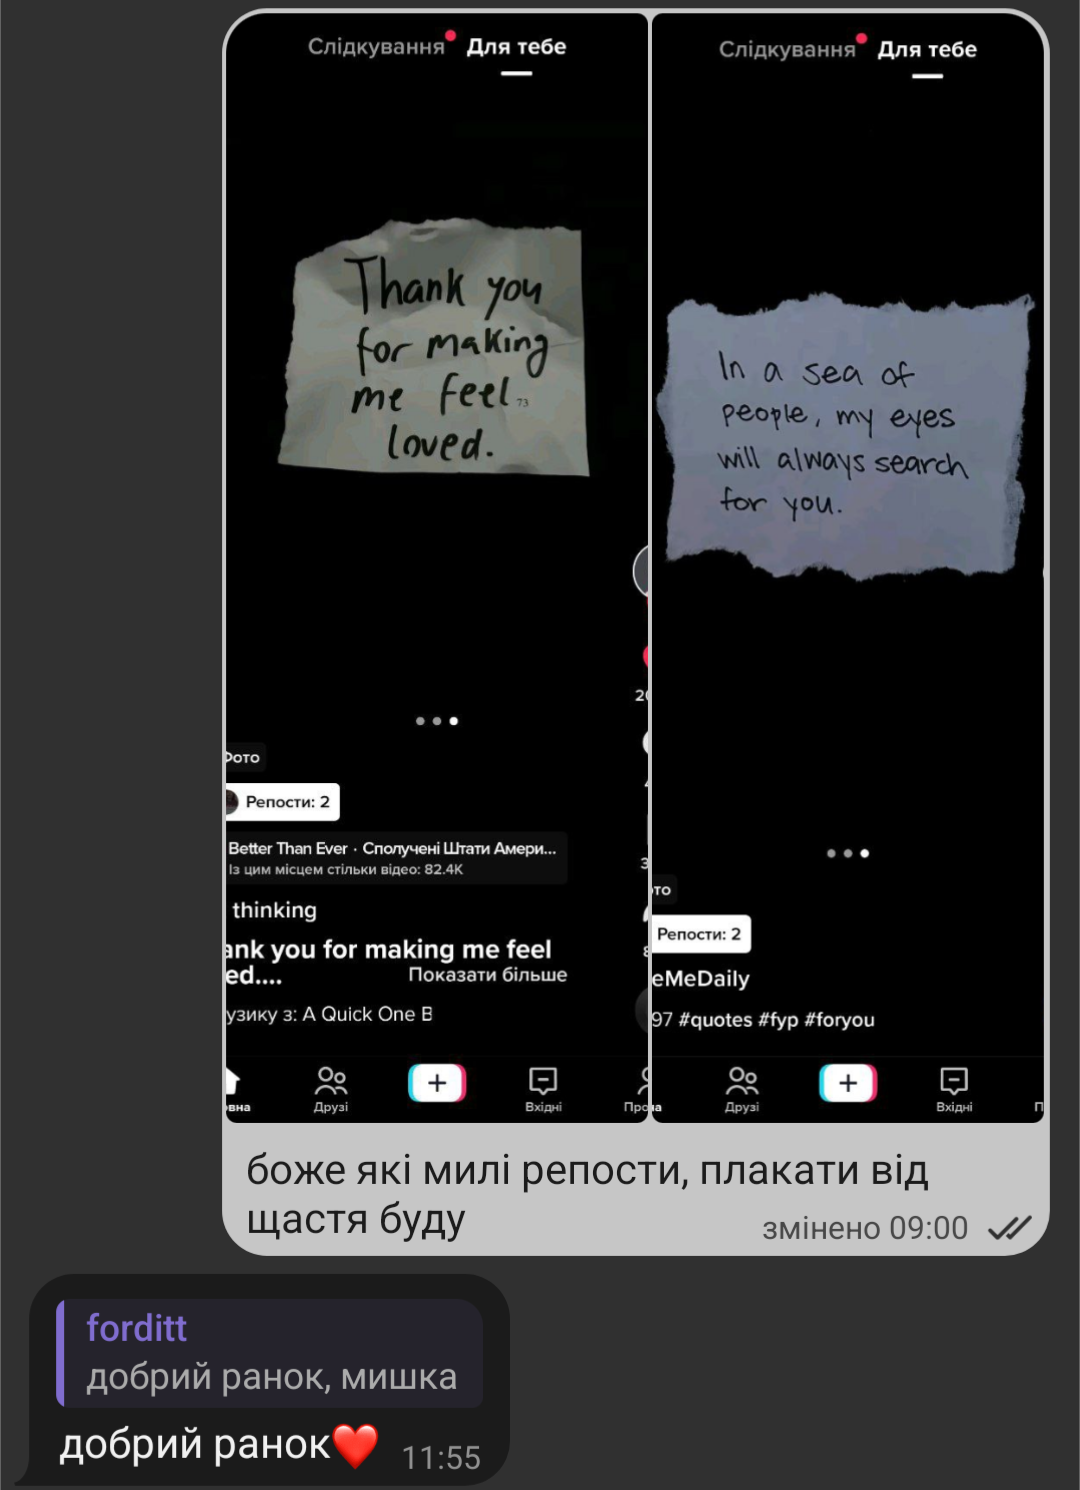 Слідкування Для тебе
Thank you
for making
me feel
73
loved.
Фото
Репости: 2
Better Than Ever · Сполучені Штати Амери...
Із цим місцем стільки відео: 82.4K
thinking
ank you for making me feel
ed.... Показати більше
узику з: A Quick One B
вна Друзі Вхідні Про
Слідкування Для тебе
In a sea of
people, my eyes
will always search
for you.
то
Репости: 2
eMeDaily
97 #quotes #fyp #foryou
а Друзі Вхідні П
боже які милі репости, плакати від
щастя буду
змінено 09:00
forditt
добрий ранок, мишка
добрий ранок❤️ 11:55